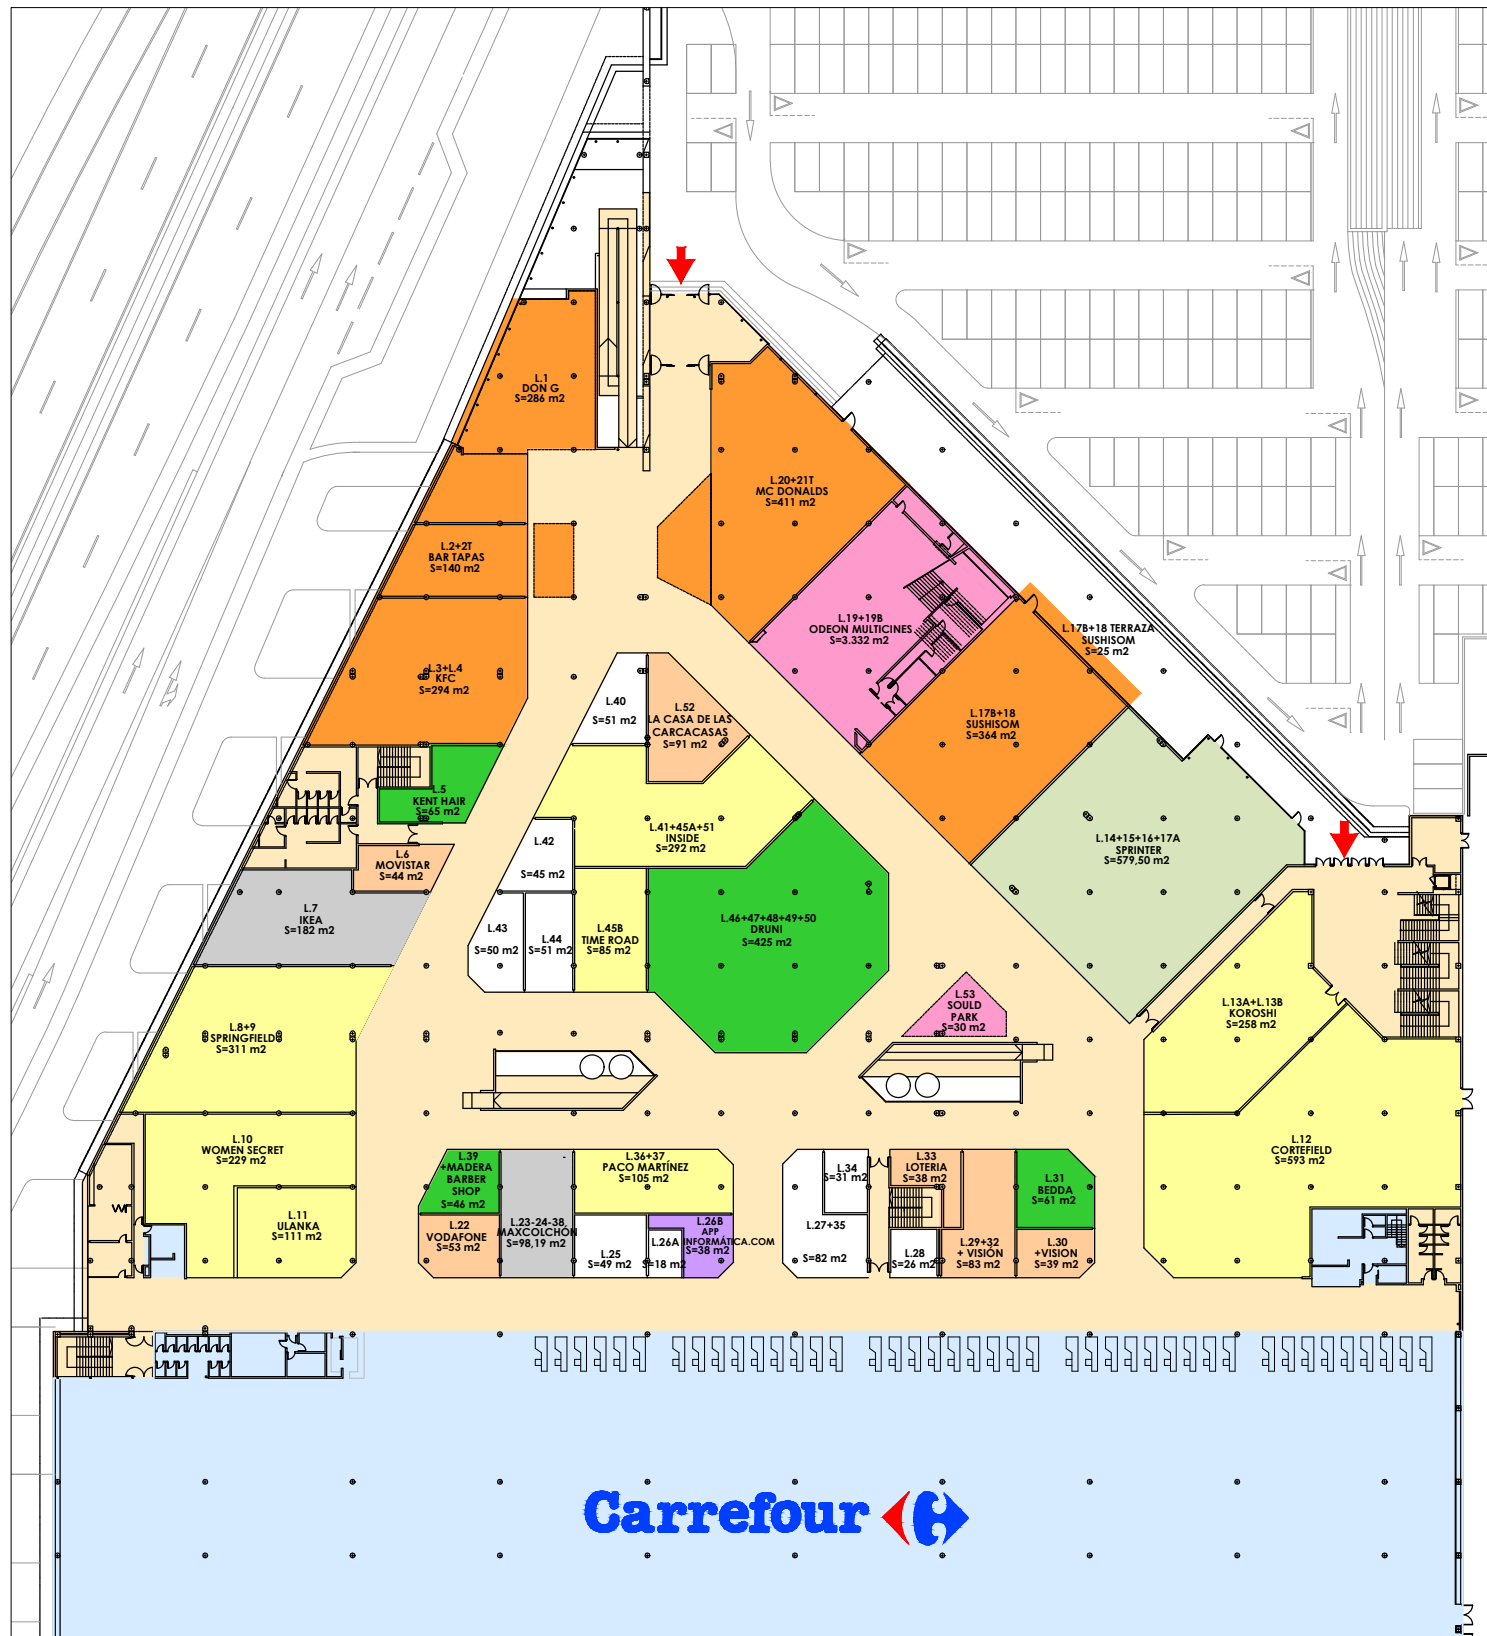 L.1
DON G
S=286 m2
L.20+21T
MC DONALDS
S=411 m2
L.2+2T
BAR TAPAS
S=140 m2
L.19+19B
ODEON MULTICINES
S=3.332 m2
L.17B+18 TERRAZA
SUSHISOM
S=25 m2
L.3+L.4
KFC
S=294 m2
L.40
S=51 m2
L.52
LA CASA DE LAS
CARCACASAS
S=91 m2
L.17B+18
SUSHISOM
S=364 m2
L.5
KENT HAIR
S=65 m2
L.41+45A+51
INSIDE
S=292 m2
L.14+15+16+17A
SPRINTER
S=579,50 m2
L.42
S=45 m2
L.6
MOVISTAR
S=44 m2
L.7
IKEA
S=182 m2
L.43
S=50 m2
L.44
S=51 m2
L.45B
TIME ROAD
S=85 m2
L.46+47+48+49+50
DRUNI
S=425 m2
L.53
SOULD
PARK
S=30 m2
L.13A+L.13B
KOROSHI
S=258 m2
L.8+9
SPRINGFIELD
S=311 m2
L.10
WOMEN SECRET
S=229 m2
L.12
CORTEFIELD
S=593 m2
L.39
+MADERA
BARBER
SHOP
S=46 m2
L.36+37
PACO MARTÍNEZ
S=105 m2
L.34
S=31 m2
L.33
LOTERIA
S=38 m2
L.31
BEDDA
S=61 m2
L.11
ULANKA
S=111 m2
L.22
VODAFONE
S=53 m2
L.23-24-38
MAXCOLCHÓN
S=98,19 m2
L.25
S=49 m2
L.26A
S=18 m2
L.26B
APP
INFORMÁTICA.COM
S=38 m2
L.27+35
S=82 m2
L.28
S=26 m2
L.29+32
+ VISIÓN
S=83 m2
L.30
+VISION
S=39 m2
Carrefour